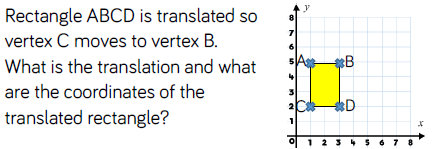 Rectangle ABCD is translated so
vertex C moves to vertex B.
What is the translation and what
are the coordinates of the
translated rectangle?
y
8
7
6
5 A B
4
3
2 C D
1
x
0 1 2 3 4 5 6 7 8